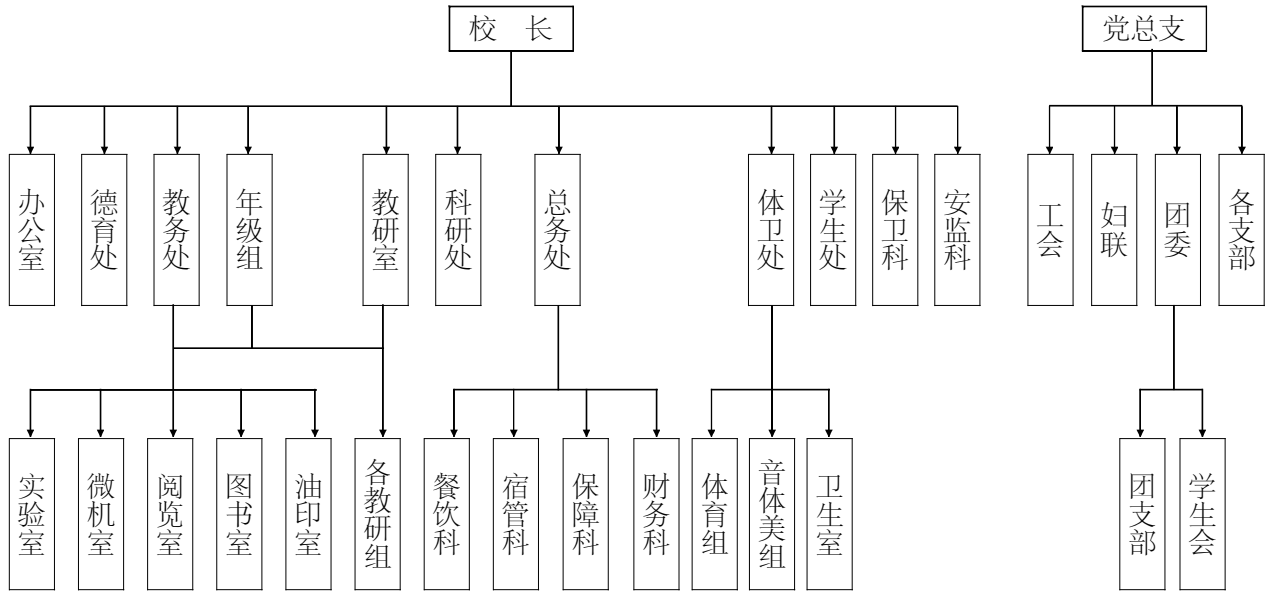 校 长
党总支
办公室
德育处
教务处
年级组
教研室
科研处
总务处
体卫处
学生处
保卫科
安监科
工会
妇联
团委
各支部
实验室
微机室
阅览室
图书室
油印室
各教研组
餐饮科
宿管科
保障科
财务科
体育组
音体美组
卫生室
团支部
学生会